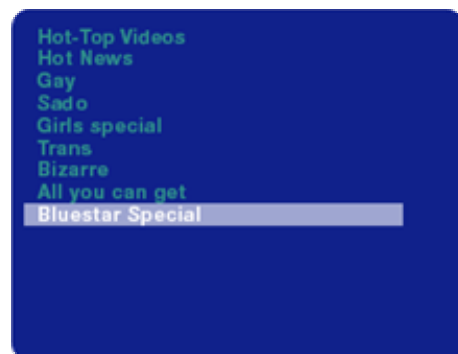 Hot-Top Videos
Hot News
Gay
Sado
Girls special
Trans
Bizarre
All you can get
Bluestar Special